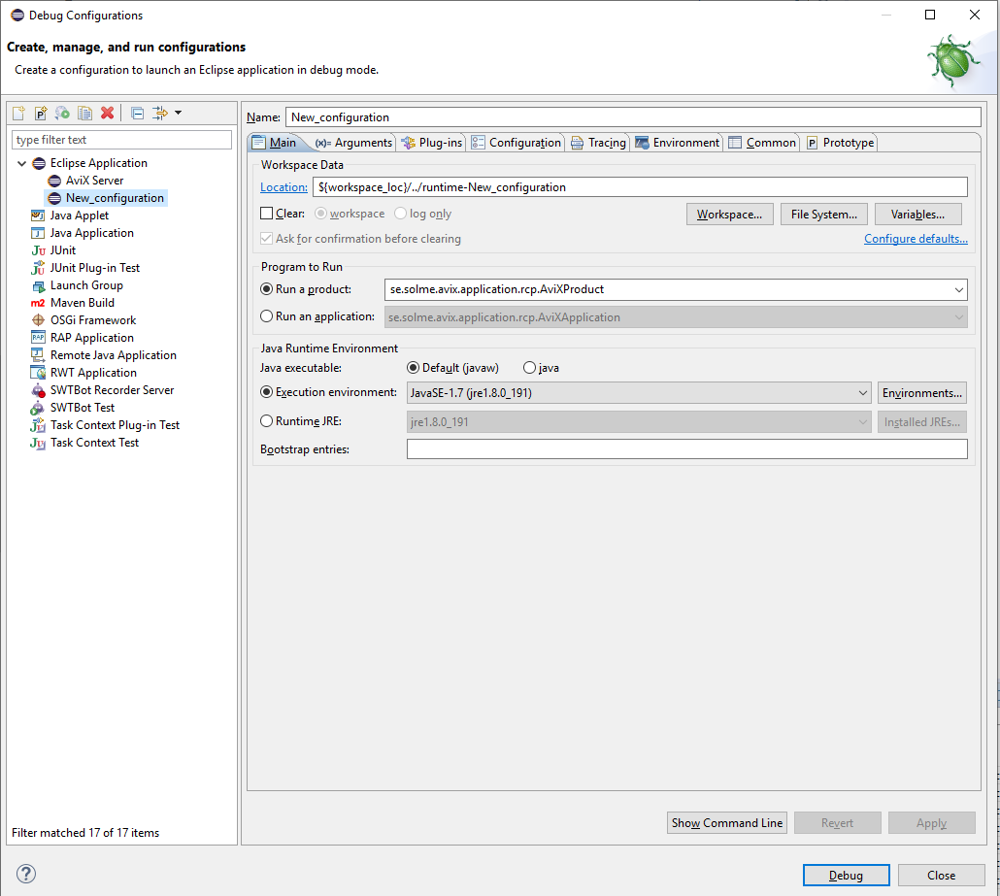 Debug Configurations
Create, manage, and run configurations
Create a configuration to launch an Eclipse application in debug mode.
type filter text
Eclipse Application
AviX Server
New_configuration
Java Applet
Java Application
JUnit
JUnit Plug-in Test
Launch Group
m2 Maven Build
OSGi Framework
RAP RAP Application
Remote Java Application
RWT Application
SWTBot Recorder Server
SWTBot Test
Task Context Plug-in Test
Task Context Test
Filter matched 17 of 17 items
Name: New_configuration
Main (x)= Arguments Plug-ins Configuration Tracing Environment Common P Prototype
Workspace Data
Location: ${workspace_loc}/../runtime-New_configuration
Clear: workspace log only Workspace... File System... Variables...
Ask for confirmation before clearing Configure defaults...
Program to Run
Run a product: se.solme.avix.application.rcp.AviXProduct
Run an application: se.solme.avix.application.rcp.AviXApplication
Java Runtime Environment
Java executable: Default (javaw) java
Execution environment: JavaSE-1.7 (jre1.8.0_191) Environments...
Runtime JRE: jre1.8.0_191 Installed JREs...
Bootstrap entries:
Show Command Line Revert Apply
? Debug Close